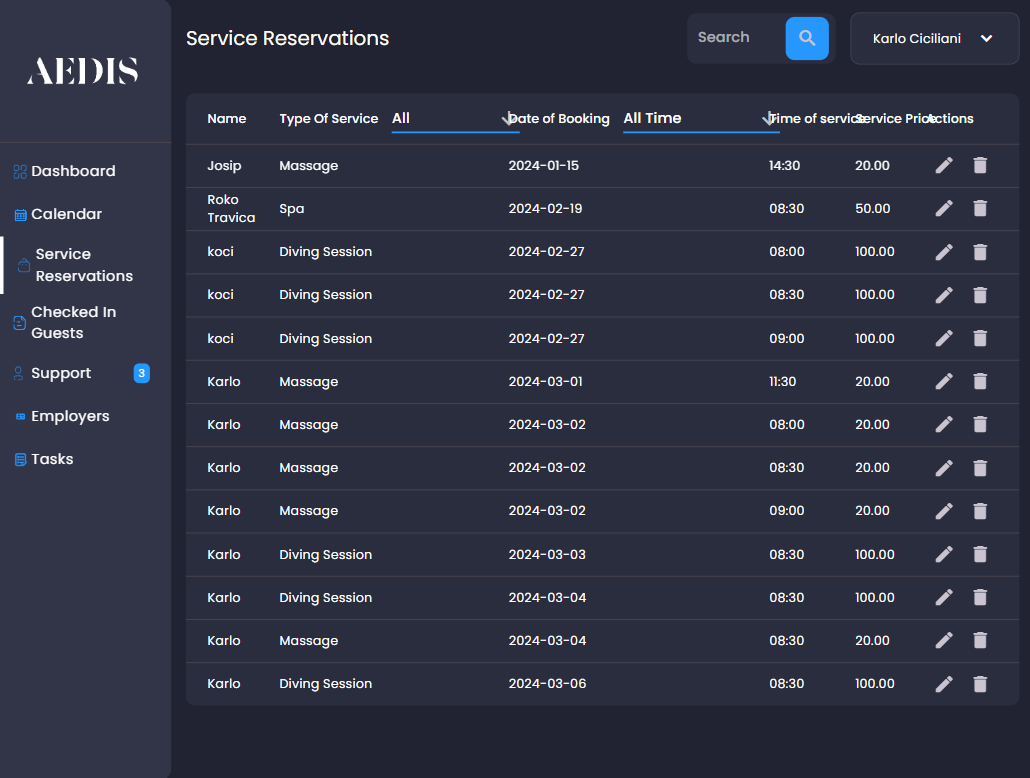 AEDIS
Service Reservations
Search
Karlo Ciciliani
Dashboard
Calendar
Service
Reservations
Checked In
Guests
Support 3
Employers
Tasks
Name Type Of Service All Date of Booking All Time Time of service Service Price Actions
Josip Massage 2024-01-15 14:30 20.00
Roko
Travica Spa 2024-02-19 08:30 50.00
koci Diving Session 2024-02-27 08:00 100.00
koci Diving Session 2024-02-27 08:30 100.00
koci Diving Session 2024-02-27 09:00 100.00
Karlo Massage 2024-03-01 11:30 20.00
Karlo Massage 2024-03-02 08:00 20.00
Karlo Massage 2024-03-02 08:30 20.00
Karlo Massage 2024-03-02 09:00 20.00
Karlo Diving Session 2024-03-03 08:30 100.00
Karlo Diving Session 2024-03-04 08:30 100.00
Karlo Massage 2024-03-04 08:30 20.00
Karlo Diving Session 2024-03-06 08:30 100.00